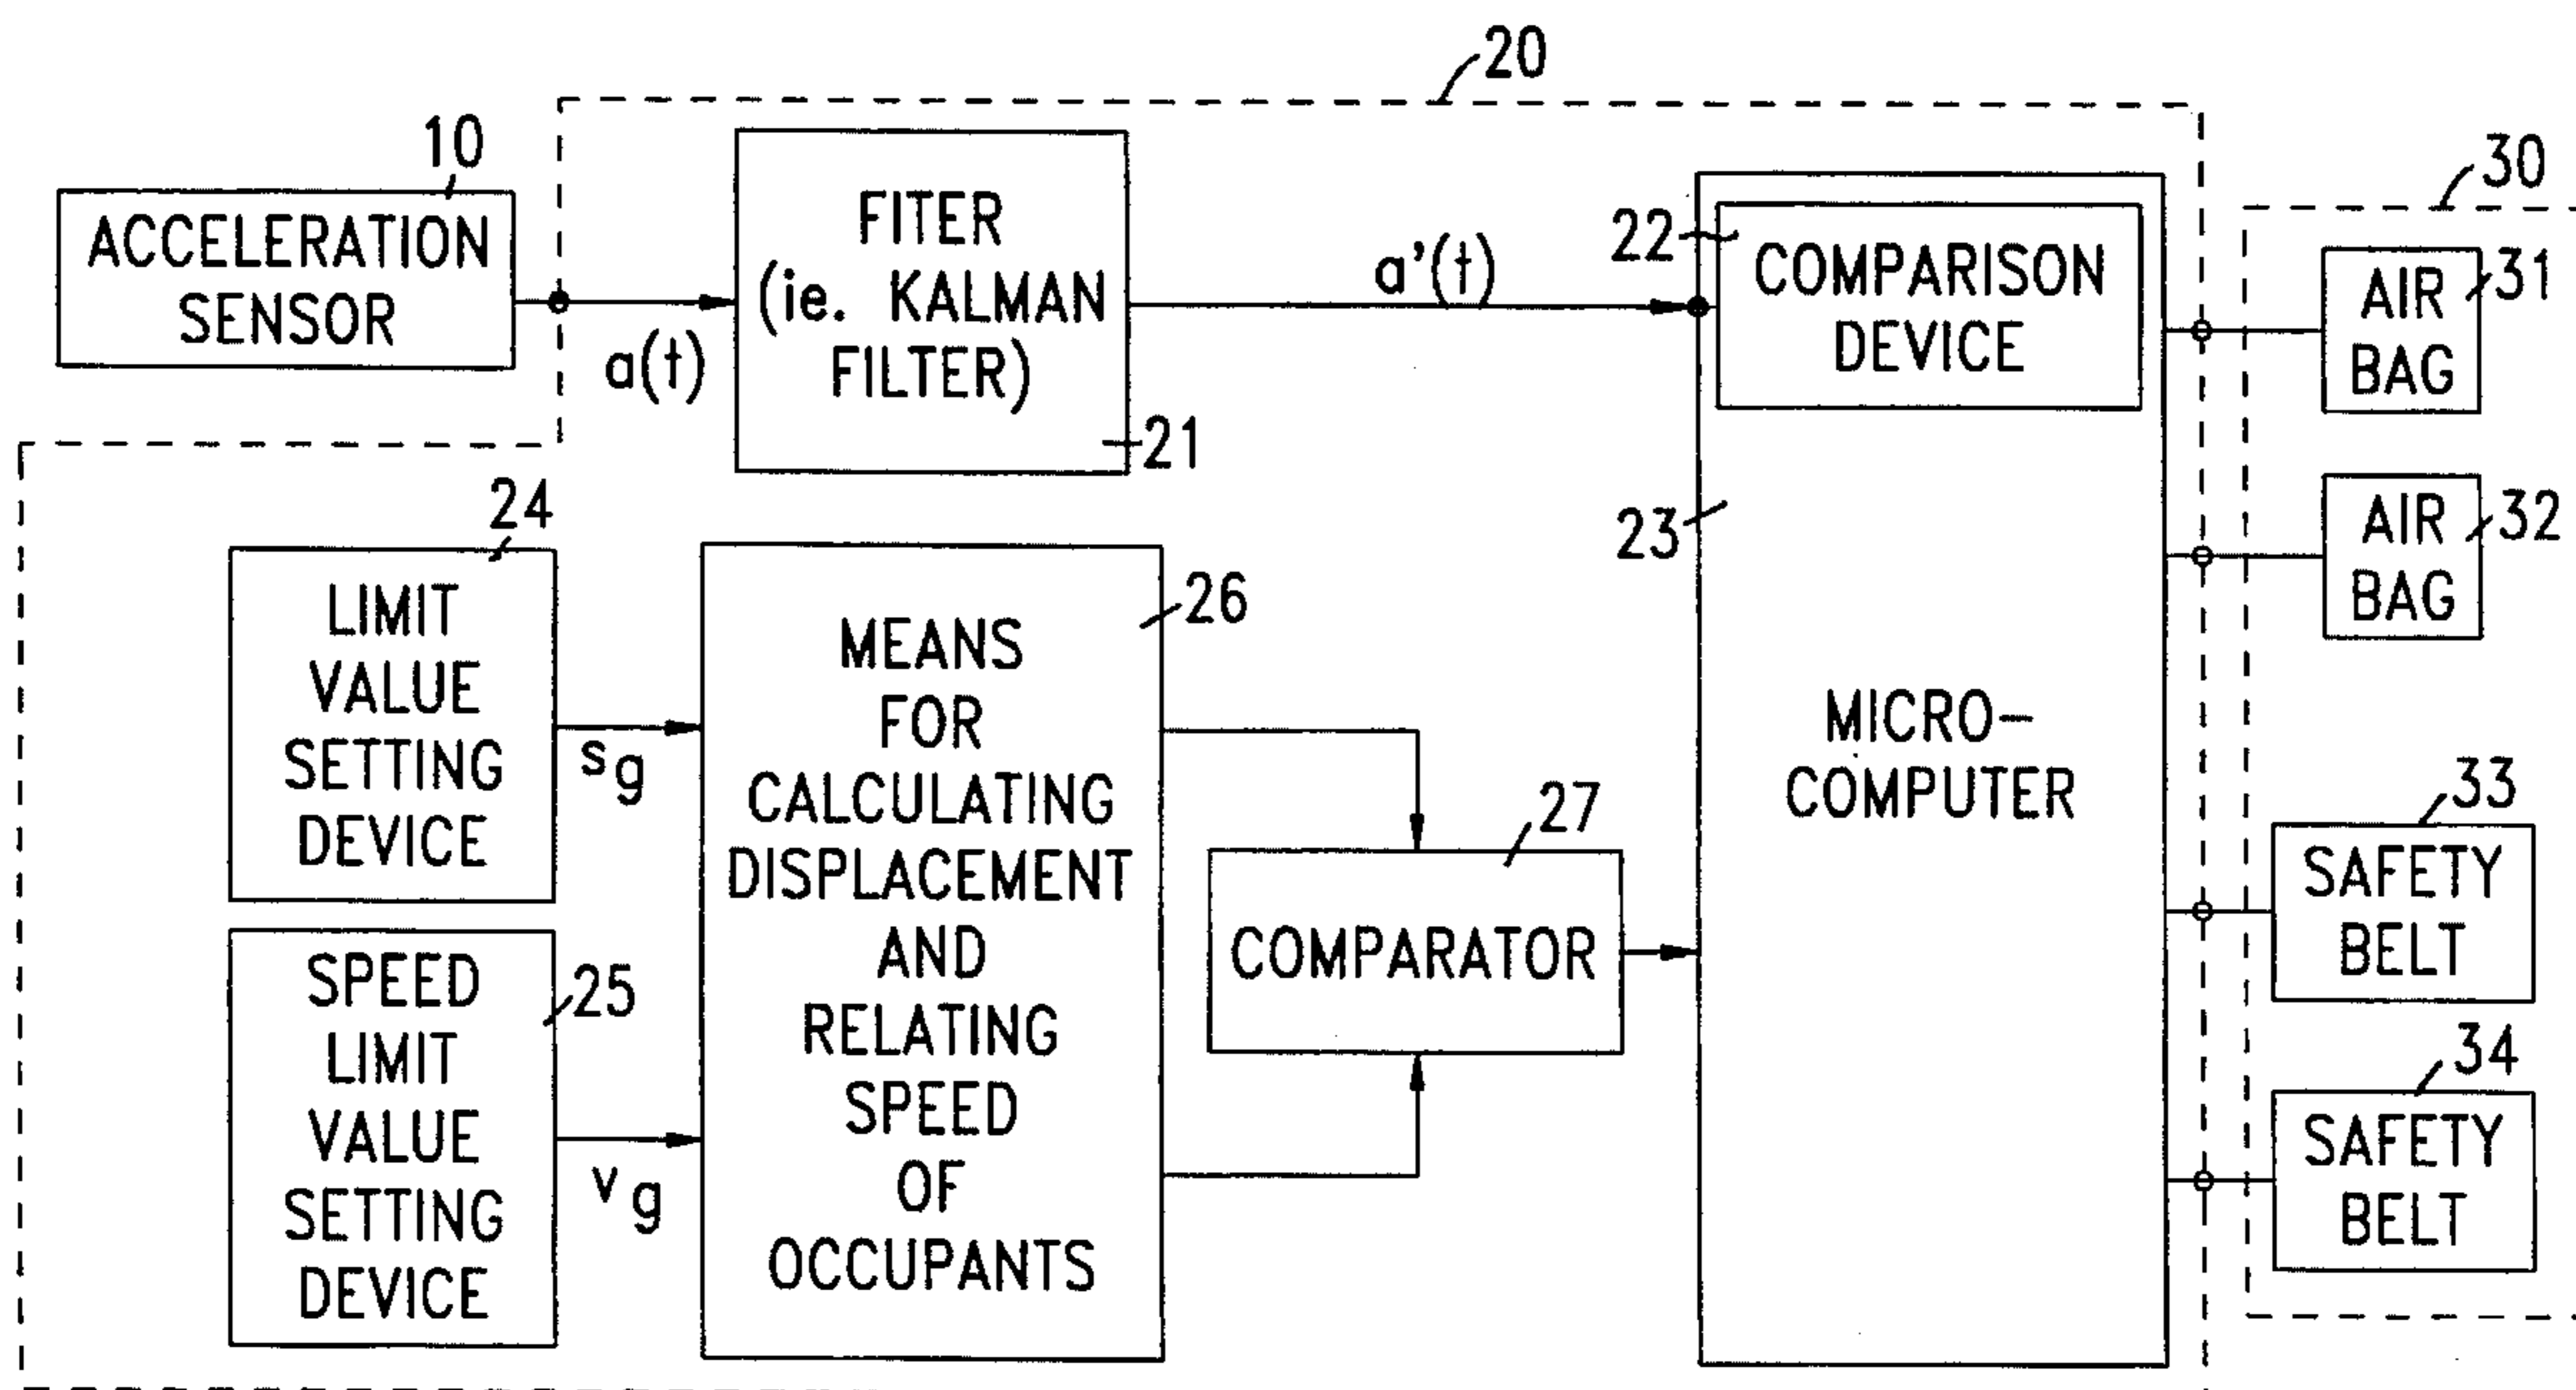 20
10
ACCELERATION
SENSOR
a(t)
FITER
(ie. KALMAN
FILTER)
21
a'(t)
22
COMPARISON
DEVICE
23
MICRO-
COMPUTER
30
AIR
BAG
31
AIR
BAG
32
33
SAFETY
BELT
34
SAFETY
BELT
24
LIMIT
VALUE
SETTING
DEVICE
sg
25
SPEED
LIMIT
VALUE
SETTING
DEVICE
vg
26
MEANS
FOR
CALCULATING
DISPLACEMENT
AND
RELATING
SPEED
OF
OCCUPANTS
27
COMPARATOR